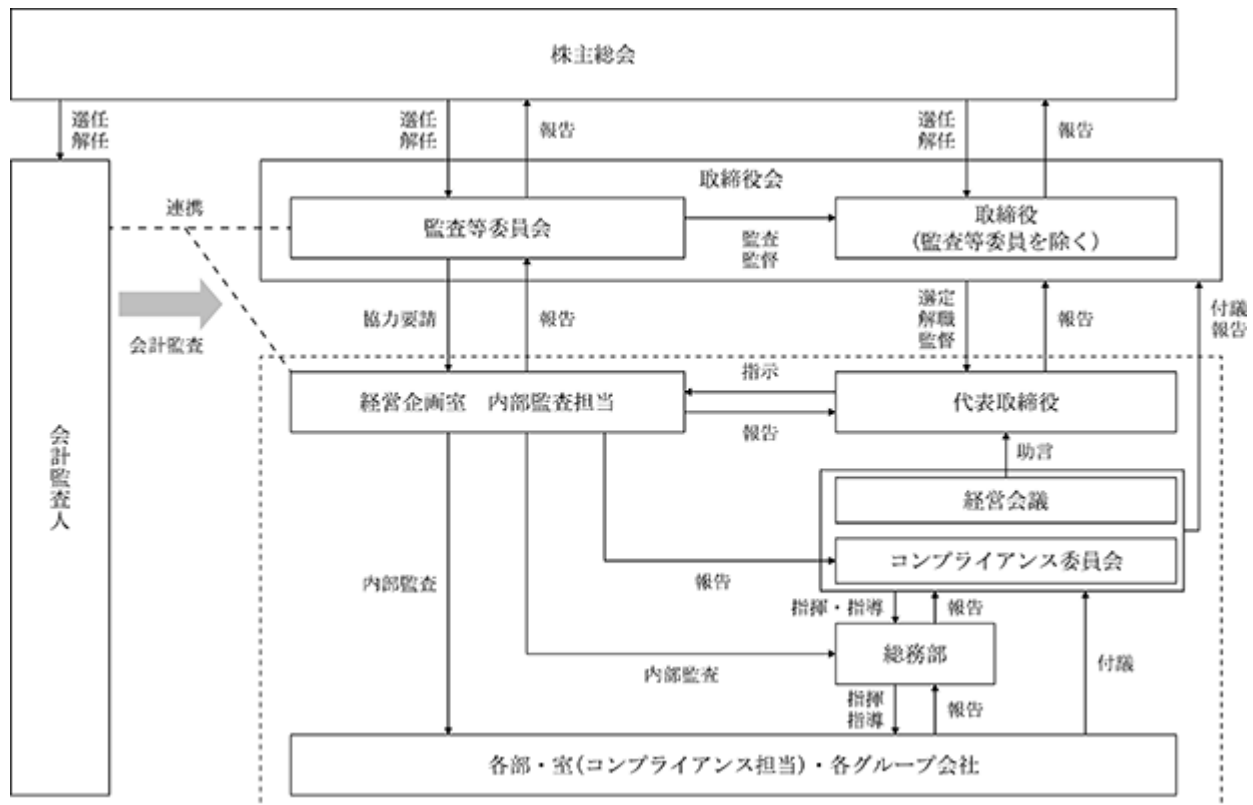 株主総会
選任
解任
選任
解任
報告
選任
解任
報告
取締役会
連携
監査等委員会
監査
監督
取締役
(監査等委員を除く)
会計監査
協力要請
報告
選定
解職
監督
報告
付議
報告
経営企画室　内部監査担当
指示
報告
代表取締役
助言
会計監査人
経営会議
コンプライアンス委員会
内部監査
報告
指揮・指導
報告
総務部
内部監査
付議
指揮
指導
報告
各部・室(コンプライアンス担当)・各グループ会社